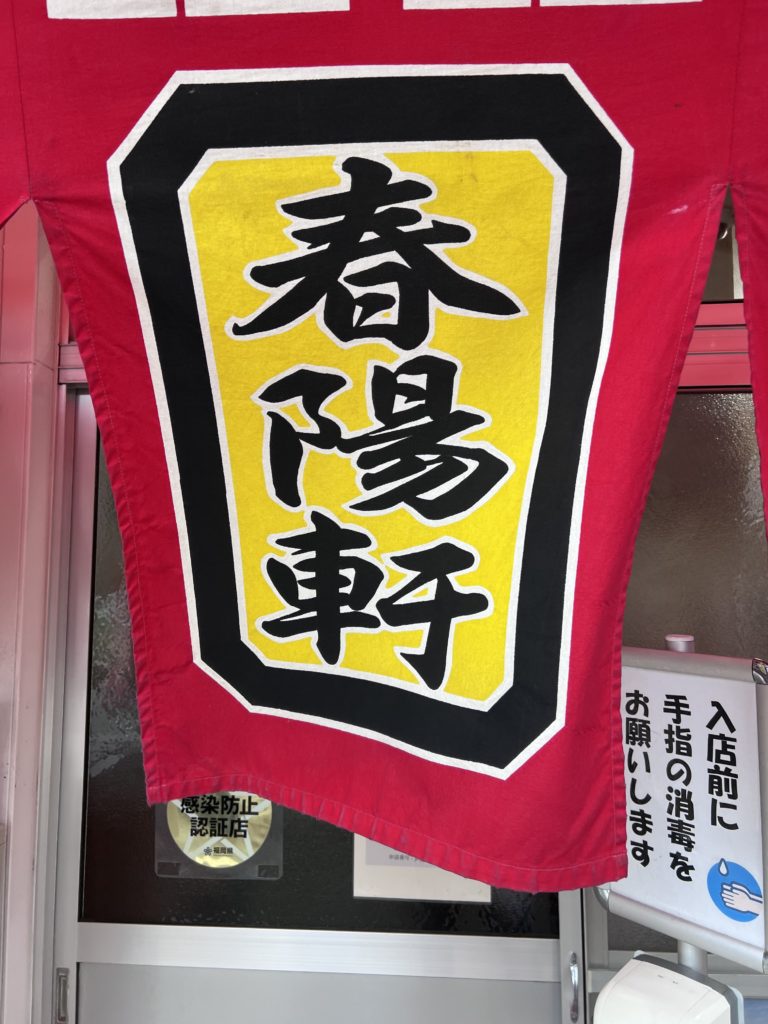 春陽軒
感染防止
認証店
福岡県
入店前に
手指の消毒を
お願いします